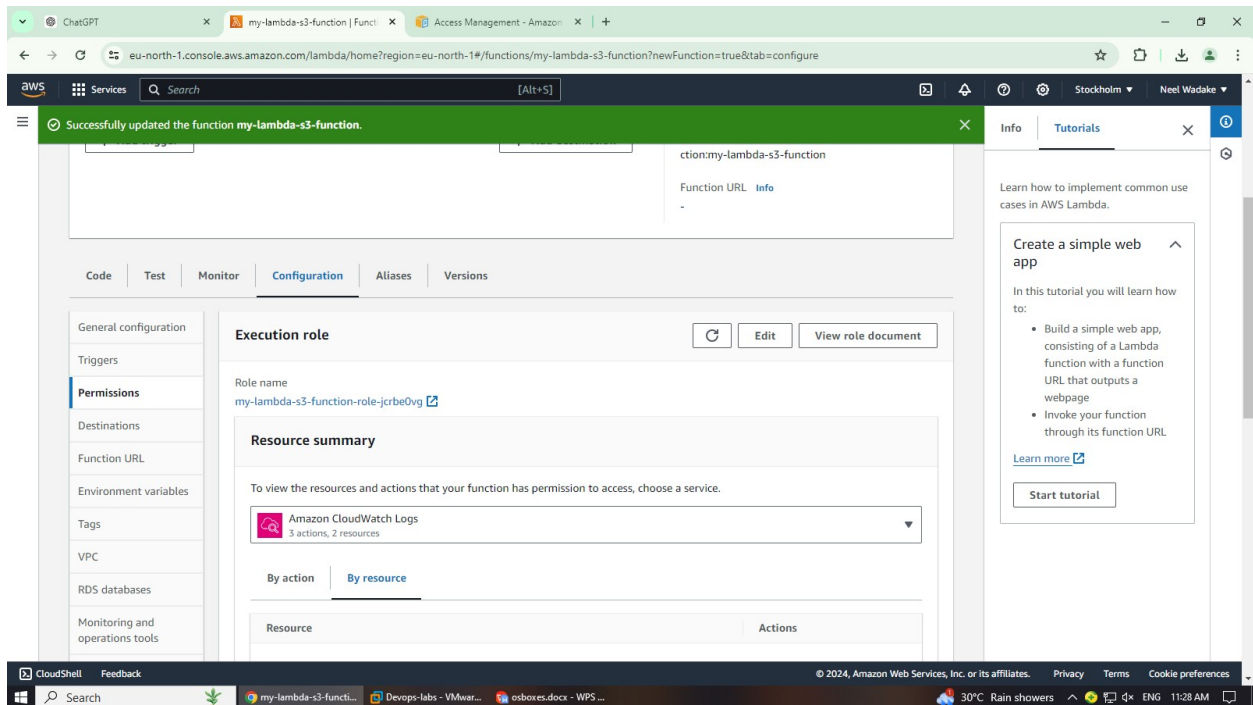 ChatGPT
my-lambda-s3-function | Functi
Access Management - Amazon
eu-north-1.console.aws.amazon.com/lambda/home?region=eu-north-1#/functions/my-lambda-s3-function?newFunction=true&tab=configure
aws
Services
Search
[Alt+S]
Stockholm
Neel Wadake
Successfully updated the function my-lambda-s3-function.
Info
Tutorials
ction:my-lambda-s3-function
Function URL Info
-
Code
Test
Monitor
Configuration
Aliases
Versions
General configuration
Triggers
Permissions
Destinations
Function URL
Environment variables
Tags
VPC
RDS databases
Monitoring and
operations tools
Execution role
Edit
View role document
Role name
my-lambda-s3-function-role-jcrbe0vg
Resource summary
To view the resources and actions that your function has permission to access, choose a service.
Amazon CloudWatch Logs
3 actions, 2 resources
By action
By resource
Resource
Actions
Learn how to implement common use
cases in AWS Lambda.
Create a simple web
app
In this tutorial you will learn how
to:
Build a simple web app,
consisting of a Lambda
function with a function
URL that outputs a
webpage
Invoke your function
through its function URL
Learn more
Start tutorial
CloudShell
Feedback
© 2024, Amazon Web Services, Inc. or its affiliates.
Privacy
Terms
Cookie preferences
Search
my-lambda-s3-functi...
Devops-labs - VMwar...
osboxes.docx - WPS ...
30°C Rain showers
ENG
11:28 AM